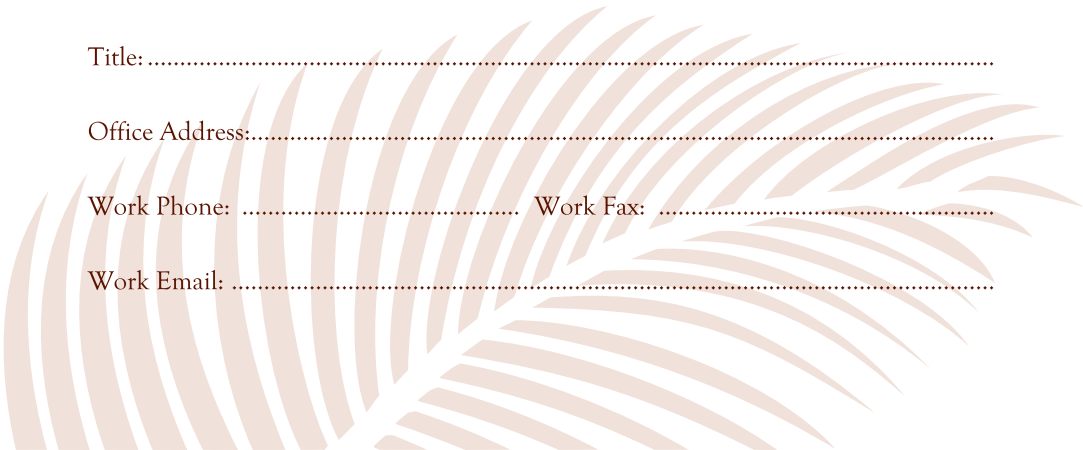 Title: ....................................................................................................................................
Office Address:....................................................................................................................
Work Phone: ........................................... Work Fax: ....................................................
Work Email: .......................................................................................................................